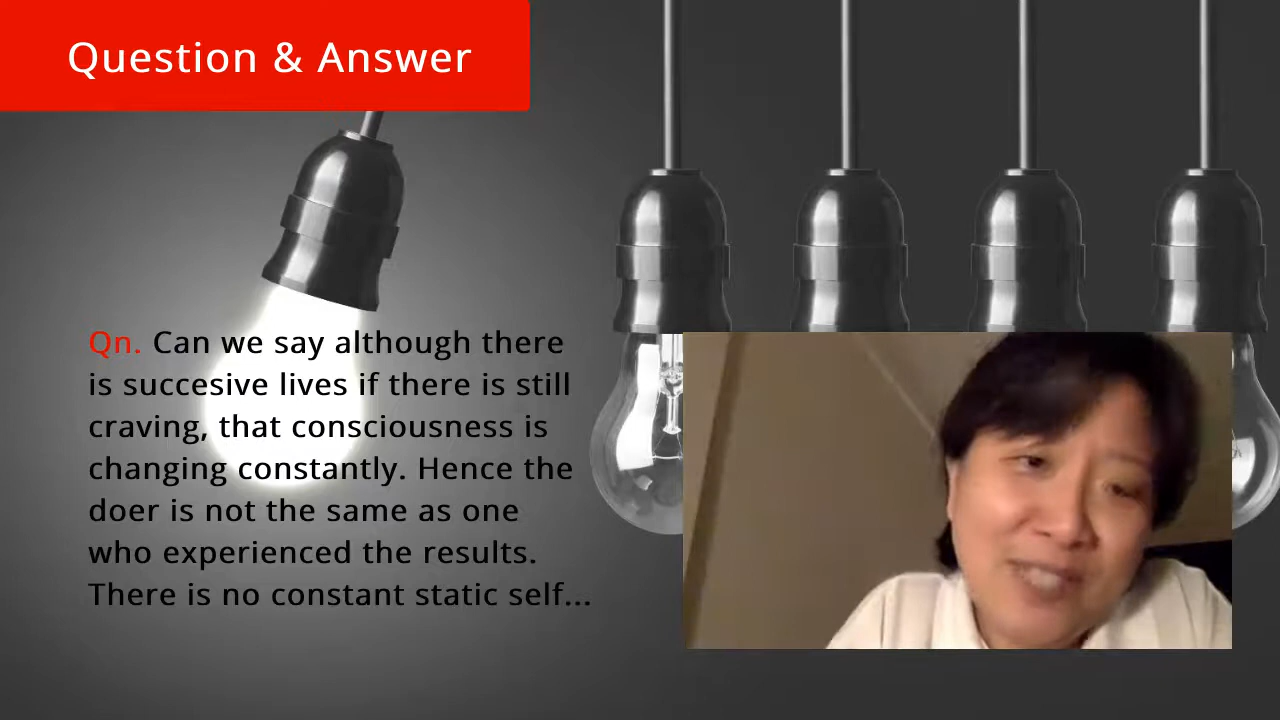 Question & Answer
Qn. Can we say although there
is succesive lives if there is still
craving, that consciousness is
changing constantly. Hence the
doer is not the same as one
who experienced the results.
There is no constant static self...